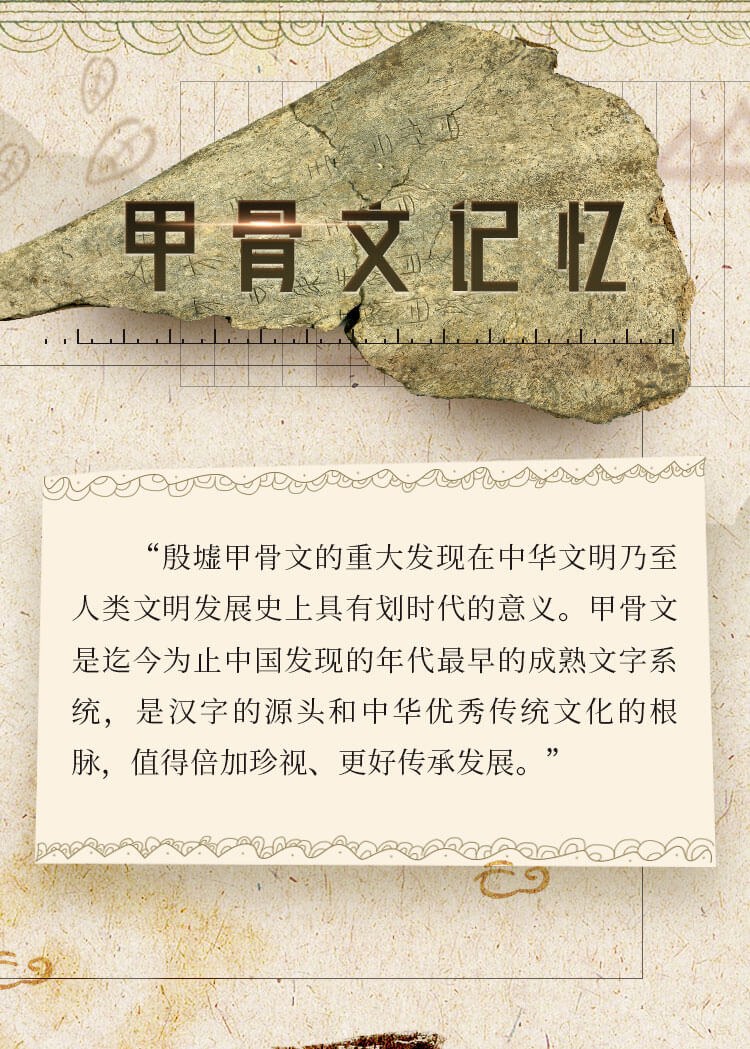 甲骨文记忆
“殷墟甲骨文的重大发现在中华文明乃至
人类文明发展史上具有划时代的意义。甲骨文
是迄今为止中国发现的年代最早的成熟文字系
统，是汉字的源头和中华优秀传统文化的根
脉，值得倍加珍视、更好传承发展。”